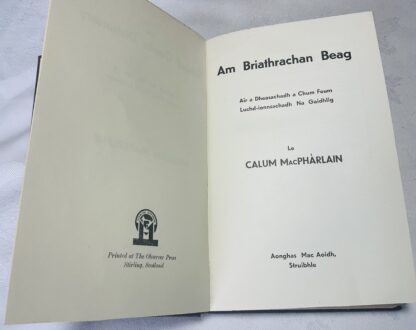 Printed at The Observer Press
Stirling, Scotland
Am Briathrachan Beag
Air a Dheasachadh a Chum Feum
Luchd-ionnsachadh Na Gaidhlig
Le
CALUM MacPHÀRLAIN
Aonghas Mac Aoidh,
Struibhle